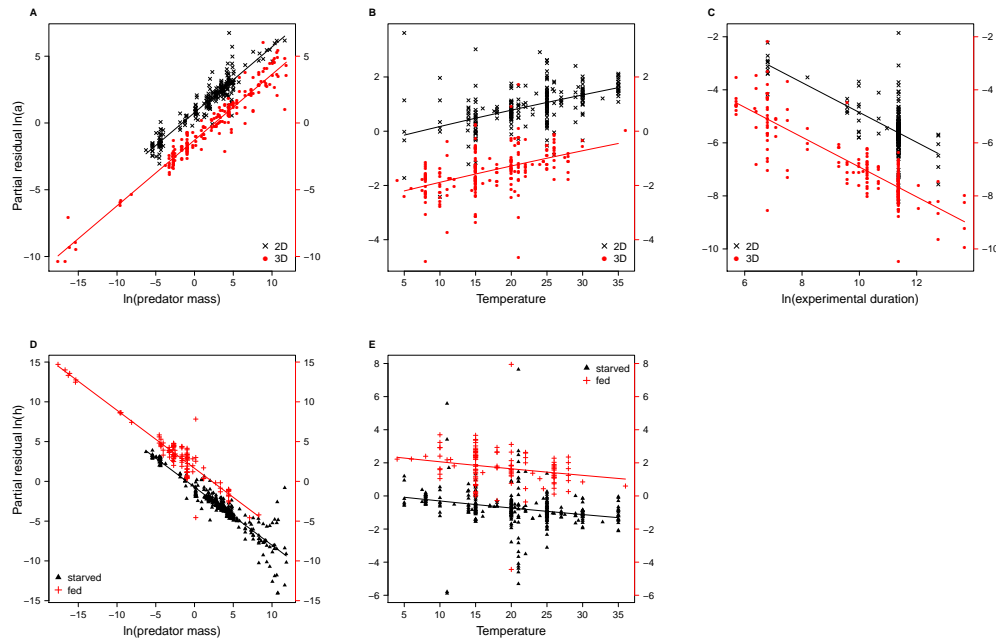 A
Partial residual ln(a)
5
0
−5
−10
5
0
−5
−10
−15 −10 −5 0 5 10
ln(predator mass)
× 2D
● 3D
B
2
0
−2
−4
2
0
−2
−4
5 10 15 20 25 30 35
Temperature
× 2D
● 3D
C
−2
−4
−6
−8
−10
−2
−4
−6
−8
−10
6 8 10 12
ln(experimental duration)
× 2D
● 3D
D
Partial residual ln(h)
15
10
5
0
−5
−10
−15
15
10
5
0
−5
−10
−15
−15 −10 −5 0 5 10
ln(predator mass)
▲ starved
+ fed
E
8
6
4
2
0
−2
−4
−6
8
6
4
2
0
−2
−4
−6
5 10 15 20 25 30 35
Temperature
▲ starved
+ fed